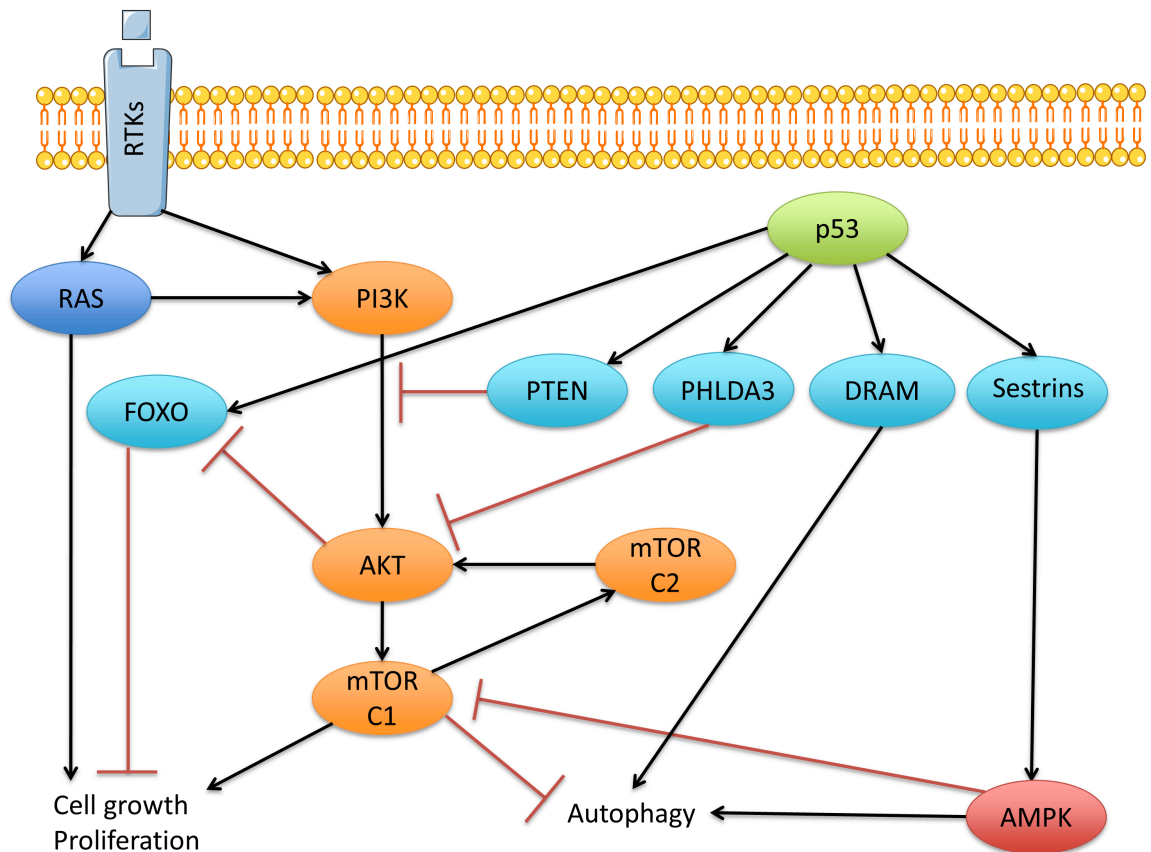 RTKs
p53
RAS
PI3K
FOXO
PTEN
PHLDA3
DRAM
Sestrins
AKT
mTOR
C2
mTOR
C1
Cell growth
Proliferation
Autophagy
AMPK